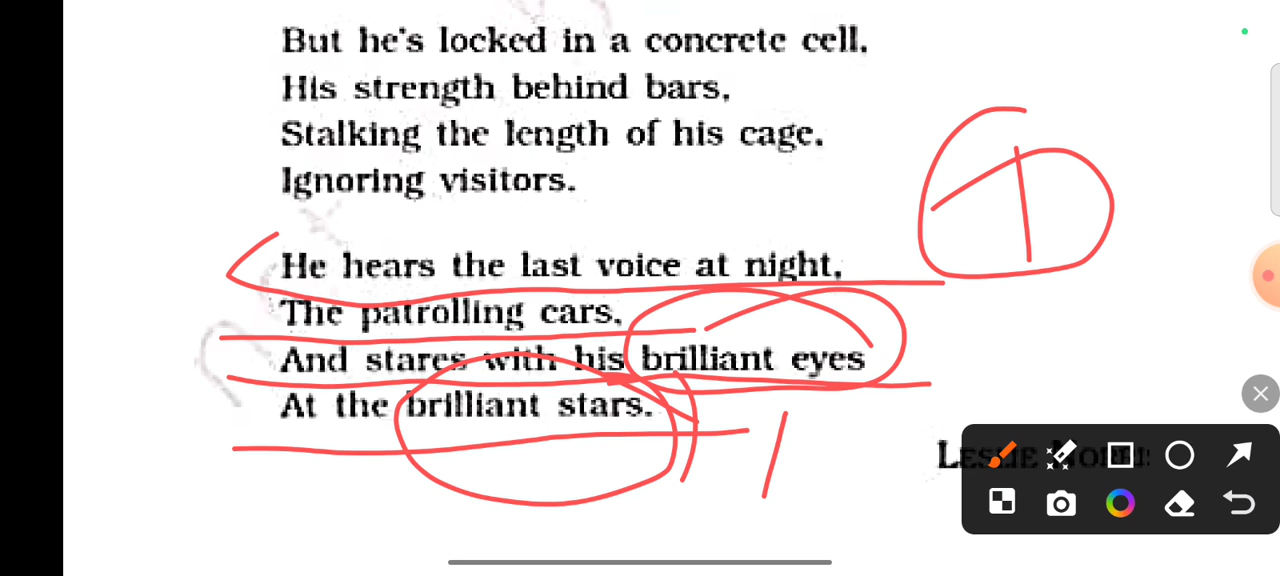 But he's locked in a concrete cell,
His strength behind bars,
Stalking the length of his cage,
Ignoring visitors.
He hears the last voice at night,
The patrolling cars,
And stares with his brilliant eyes
At the brilliant stars.
LESLIE